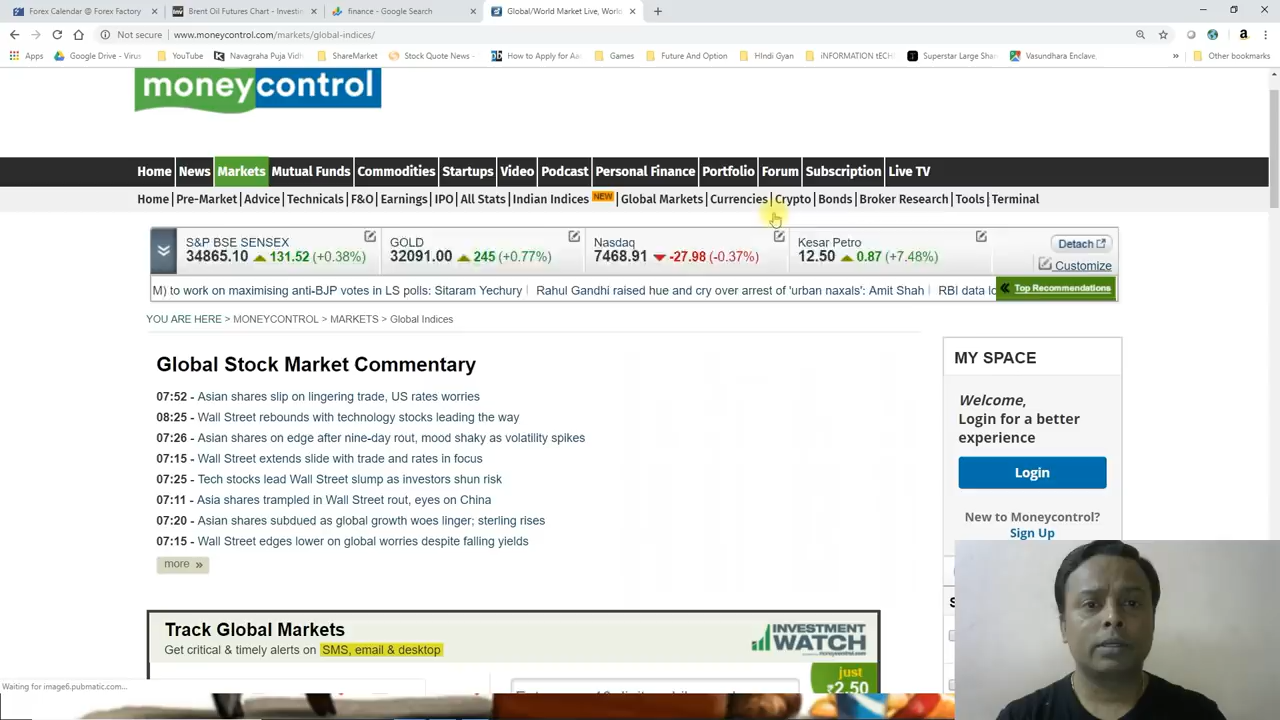 Forex Calendar @ Forex Factory
Brent Oil Futures Chart - Investin
finance - Google Search
Global/World Market Live, World
Not secure
www.moneycontrol.com/markets/global-indices/
Apps
Google Drive - Virus
YouTube
Navagraha Puja Vidh
ShareMarket
Stock Quote News -
How to Apply for Aa
Games
Future And Option
HIndi Gyan
iNFORMATION tECH
Superstar Large Shar
Vasundhara Enclave.
Other bookmarks
moneycontrol
Home News Markets Mutual Funds Commodities Startups Video Podcast Personal Finance Portfolio Forum Subscription Live TV
Home Pre-Market Advice Technicals F&O Earnings IPO All Stats Indian Indices NEW Global Markets Currencies Crypto Bonds Broker Research Tools Terminal
S&P BSE SENSEX
34865.10 131.52 (+0.38%)
GOLD
32091.00 245 (+0.77%)
Nasdaq
7468.91 -27.98 (-0.37%)
Kesar Petro
12.50 0.87 (+7.48%)
Detach
Customize
M) to work on maximising anti-BJP votes in LS polls: Sitaram Yechury | Rahul Gandhi raised hue and cry over arrest of 'urban naxals': Amit Shah | RBI data lo
Top Recommendations
YOU ARE HERE > MONEYCONTROL > MARKETS > Global Indices
Global Stock Market Commentary
07:52 - Asian shares slip on lingering trade, US rates worries
08:25 - Wall Street rebounds with technology stocks leading the way
07:26 - Asian shares on edge after nine-day rout, mood shaky as volatility spikes
07:15 - Wall Street extends slide with trade and rates in focus
07:25 - Tech stocks lead Wall Street slump as investors shun risk
07:11 - Asia shares trampled in Wall Street rout, eyes on China
07:20 - Asian shares subdued as global growth woes linger; sterling rises
07:15 - Wall Street edges lower on global worries despite falling yields
more »
MY SPACE
Welcome,
Login for a better
experience
Login
New to Moneycontrol?
Sign Up
Track Global Markets
Get critical & timely alerts on SMS, email & desktop
INVESTMENT
WATCH
just
₹2.50
Waiting for image6.pubmatic.com...